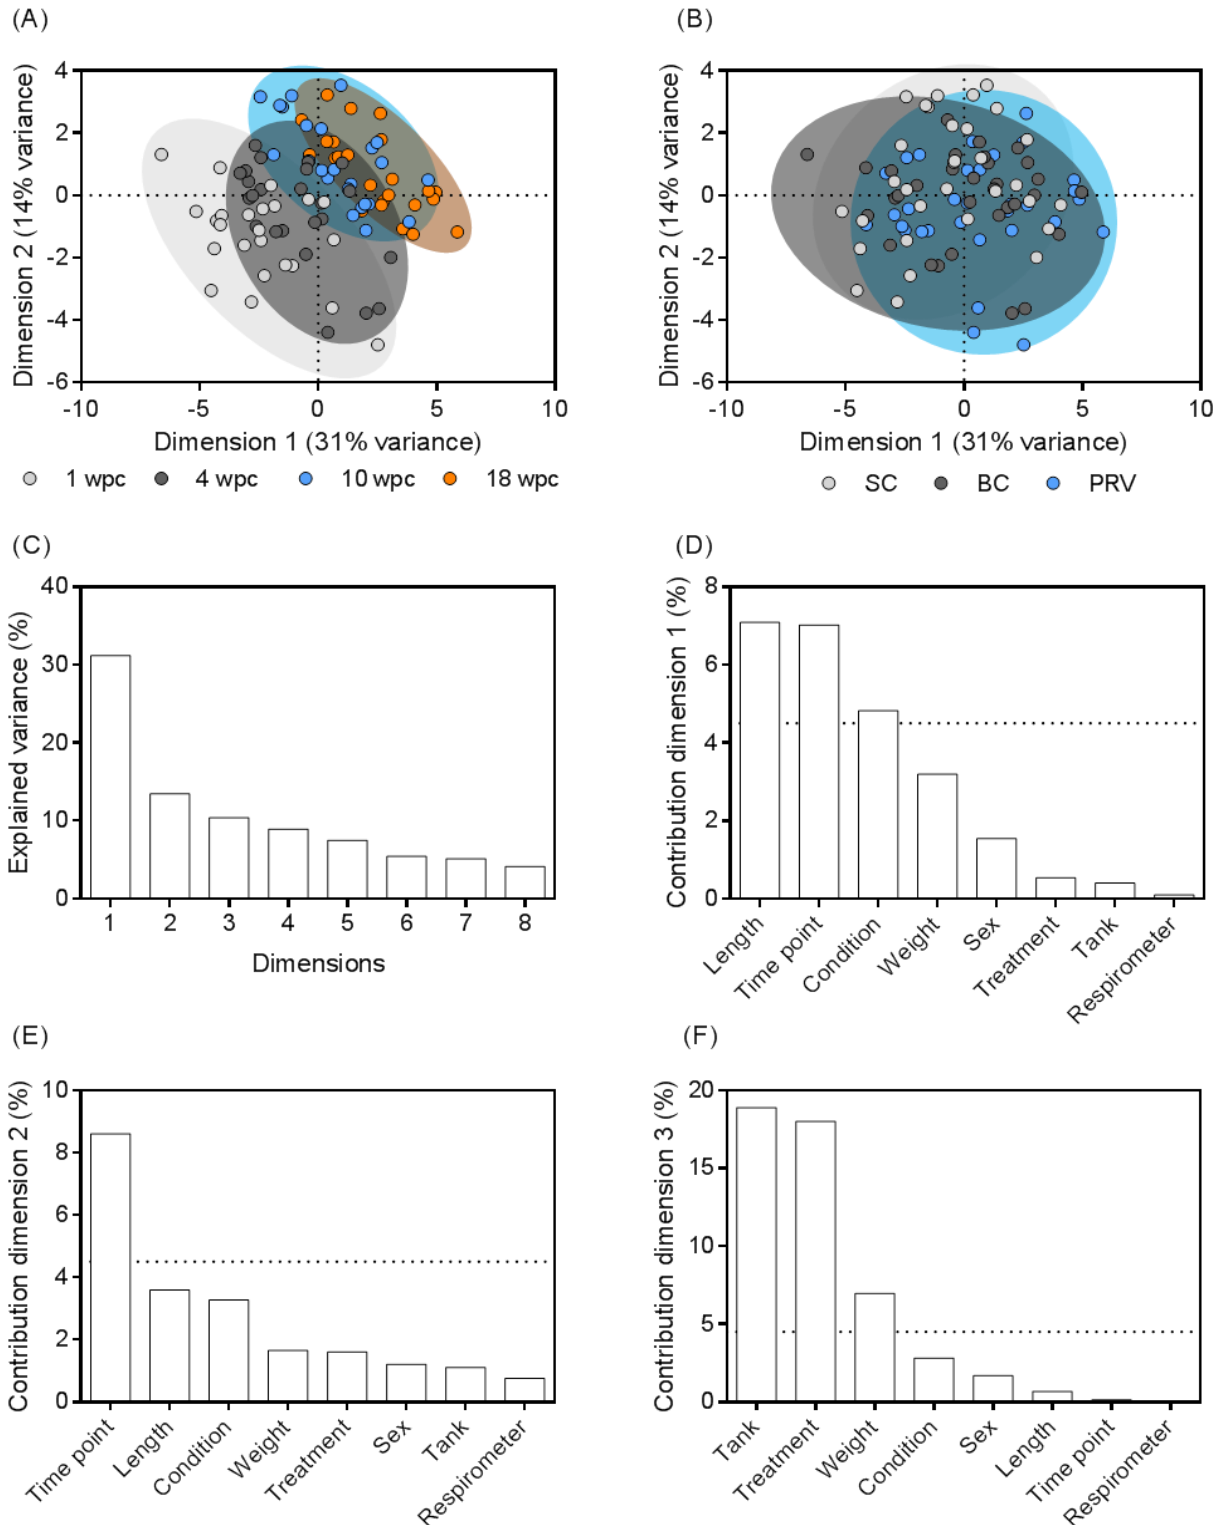 (A)
Dimension 2 (14% variance)
4
2
0
-2
-4
-6
-10
-5
0
5
10
Dimension 1 (31% variance)
1 wpc
4 wpc
10 wpc
18 wpc
(B)
Dimension 2 (14% variance)
4
2
0
-2
-4
-6
-10
-5
0
5
10
Dimension 1 (31% variance)
SC
BC
PRV
(C)
Explained variance (%)
40
30
20
10
0
1
2
3
4
5
6
7
8
Dimensions
(D)
Contribution dimension 1 (%)
8
6
4
2
0
Length
Time point
Condition
Weight
Sex
Treatment
Tank
Respirometer
(E)
Contribution dimension 2 (%)
10
8
6
4
2
0
Time point
Length
Condition
Weight
Treatment
Sex
Tank
Respirometer
(F)
Contribution dimension 3 (%)
20
15
10
5
0
Tank
Treatment
Weight
Condition
Sex
Length
Time point
Respirometer